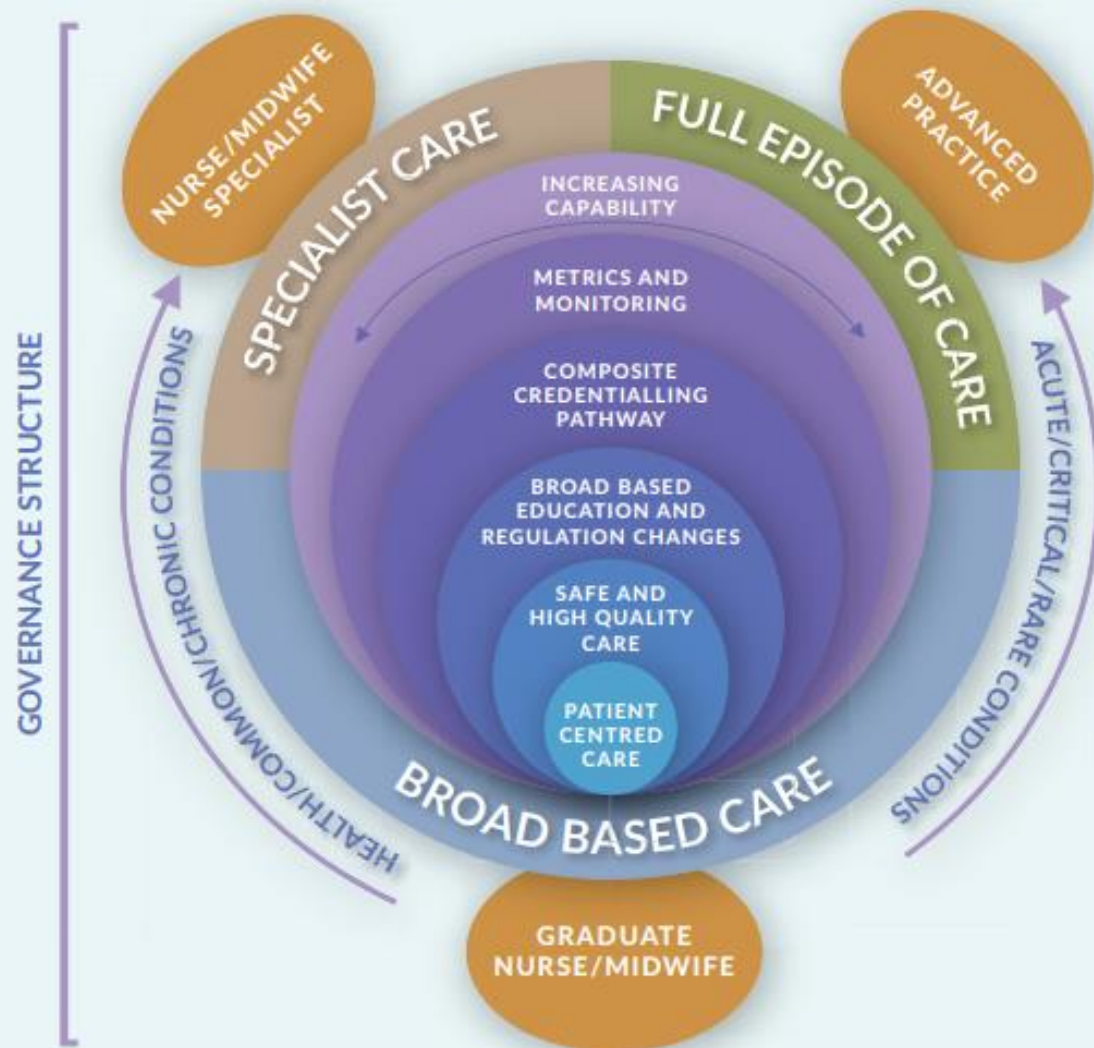 GOVERNANCE STRUCTURE
NURSE/MIDWIFE
SPECIALIST
ADVANCED
PRACTICE
SPECIALIST CARE
FULL EPISODE OF CARE
INCREASING
CAPABILITY
METRICS AND
MONITORING
COMPOSITE
CREDENTIALLING
PATHWAY
BROAD BASED
EDUCATION AND
REGULATION CHANGES
SAFE AND
HIGH QUALITY
CARE
PATIENT
CENTRED
CARE
HEALTH/COMMON/CHRONIC CONDITIONS
ACUTE/CRITICAL/RARE CONDITIONS
BROAD BASED CARE
GRADUATE
NURSE/MIDWIFE